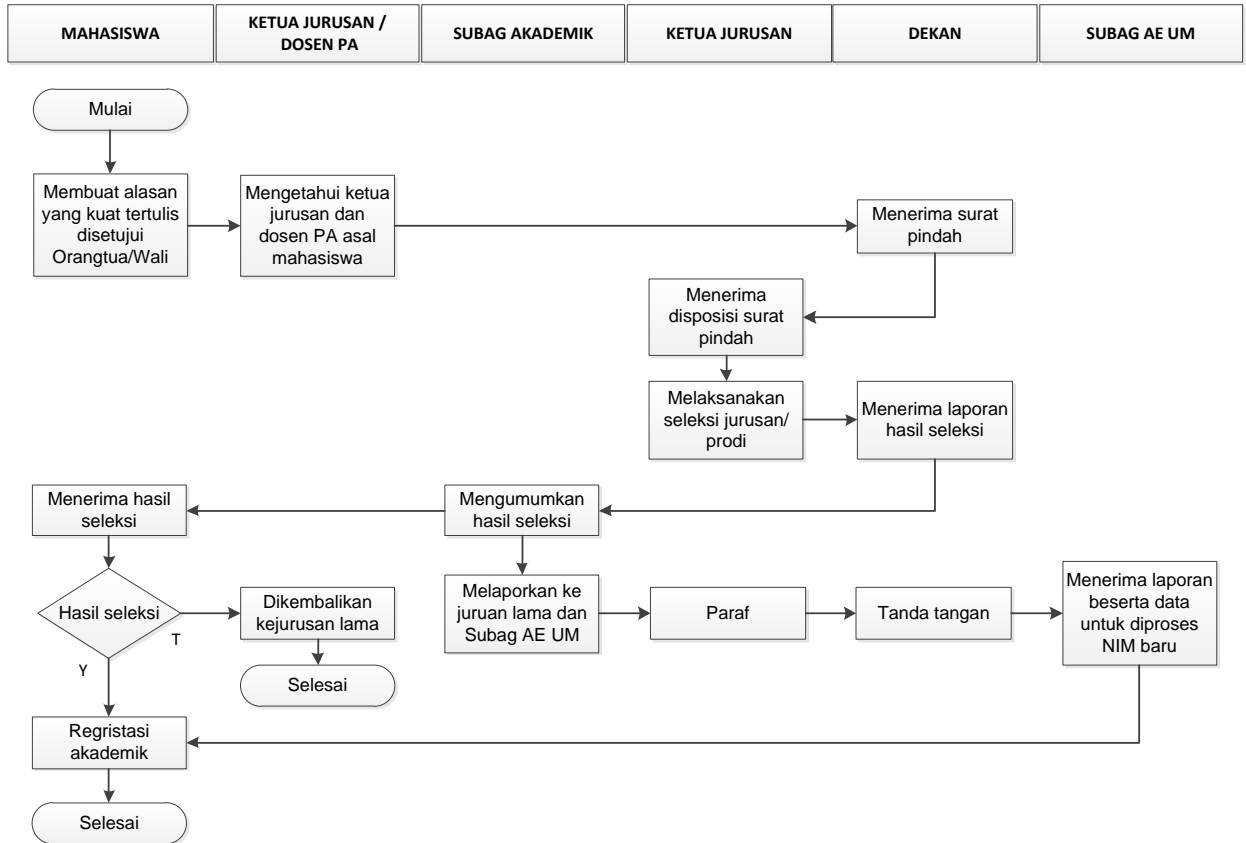 MAHASISWA
KETUA JURUSAN /
DOSEN PA
SUBAG AKADEMIK
KETUA JURUSAN
DEKAN
SUBAG AE UM
Mulai
Membuat alasan
yang kuat tertulis
disetujui
Orangtua/Wali
Mengetahui ketua
jurusan dan
dosen PA asal
mahasiswa
Menerima surat
pindah
Menerima
disposisi surat
pindah
Melaksanakan
seleksi jurusan/
prodi
Menerima laporan
hasil seleksi
Menerima hasil
seleksi
Mengumumkan
hasil seleksi
Hasil seleksi
T
Y
Dikembalikan
kejurusan lama
Selesai
Melaporkan ke
juruan lama dan
Subag AE UM
Paraf
Tanda tangan
Menerima laporan
beserta data
untuk diproses
NIM baru
Regristasi
akademik
Selesai